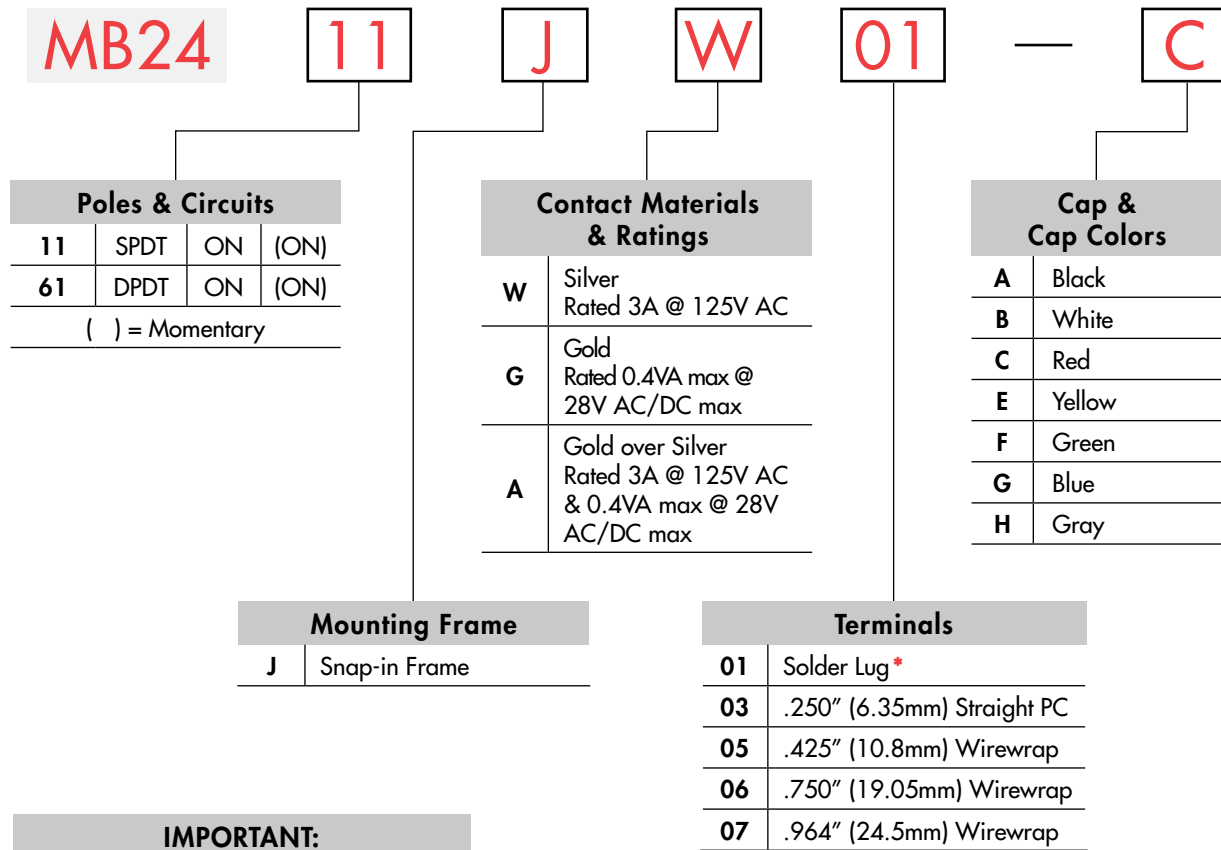 MB24 11 J W 01 — C
Poles & Circuits
11 SPDT ON (ON)
61 DPDT ON (ON)
( ) = Momentary
Contact Materials
& Ratings
W Silver
Rated 3A @ 125V AC
G Gold
Rated 0.4VA max @
28V AC/DC max
A Gold over Silver
Rated 3A @ 125V AC
& 0.4VA max @ 28V
AC/DC max
Cap &
Cap Colors
A Black
B White
C Red
E Yellow
F Green
G Blue
H Gray
Mounting Frame
J Snap-in Frame
Terminals
01 Solder Lug*
03 .250" (6.35mm) Straight PC
05 .425" (10.8mm) Wirewrap
06 .750" (19.05mm) Wirewrap
07 .964" (24.5mm) Wirewrap
IMPORTANT: